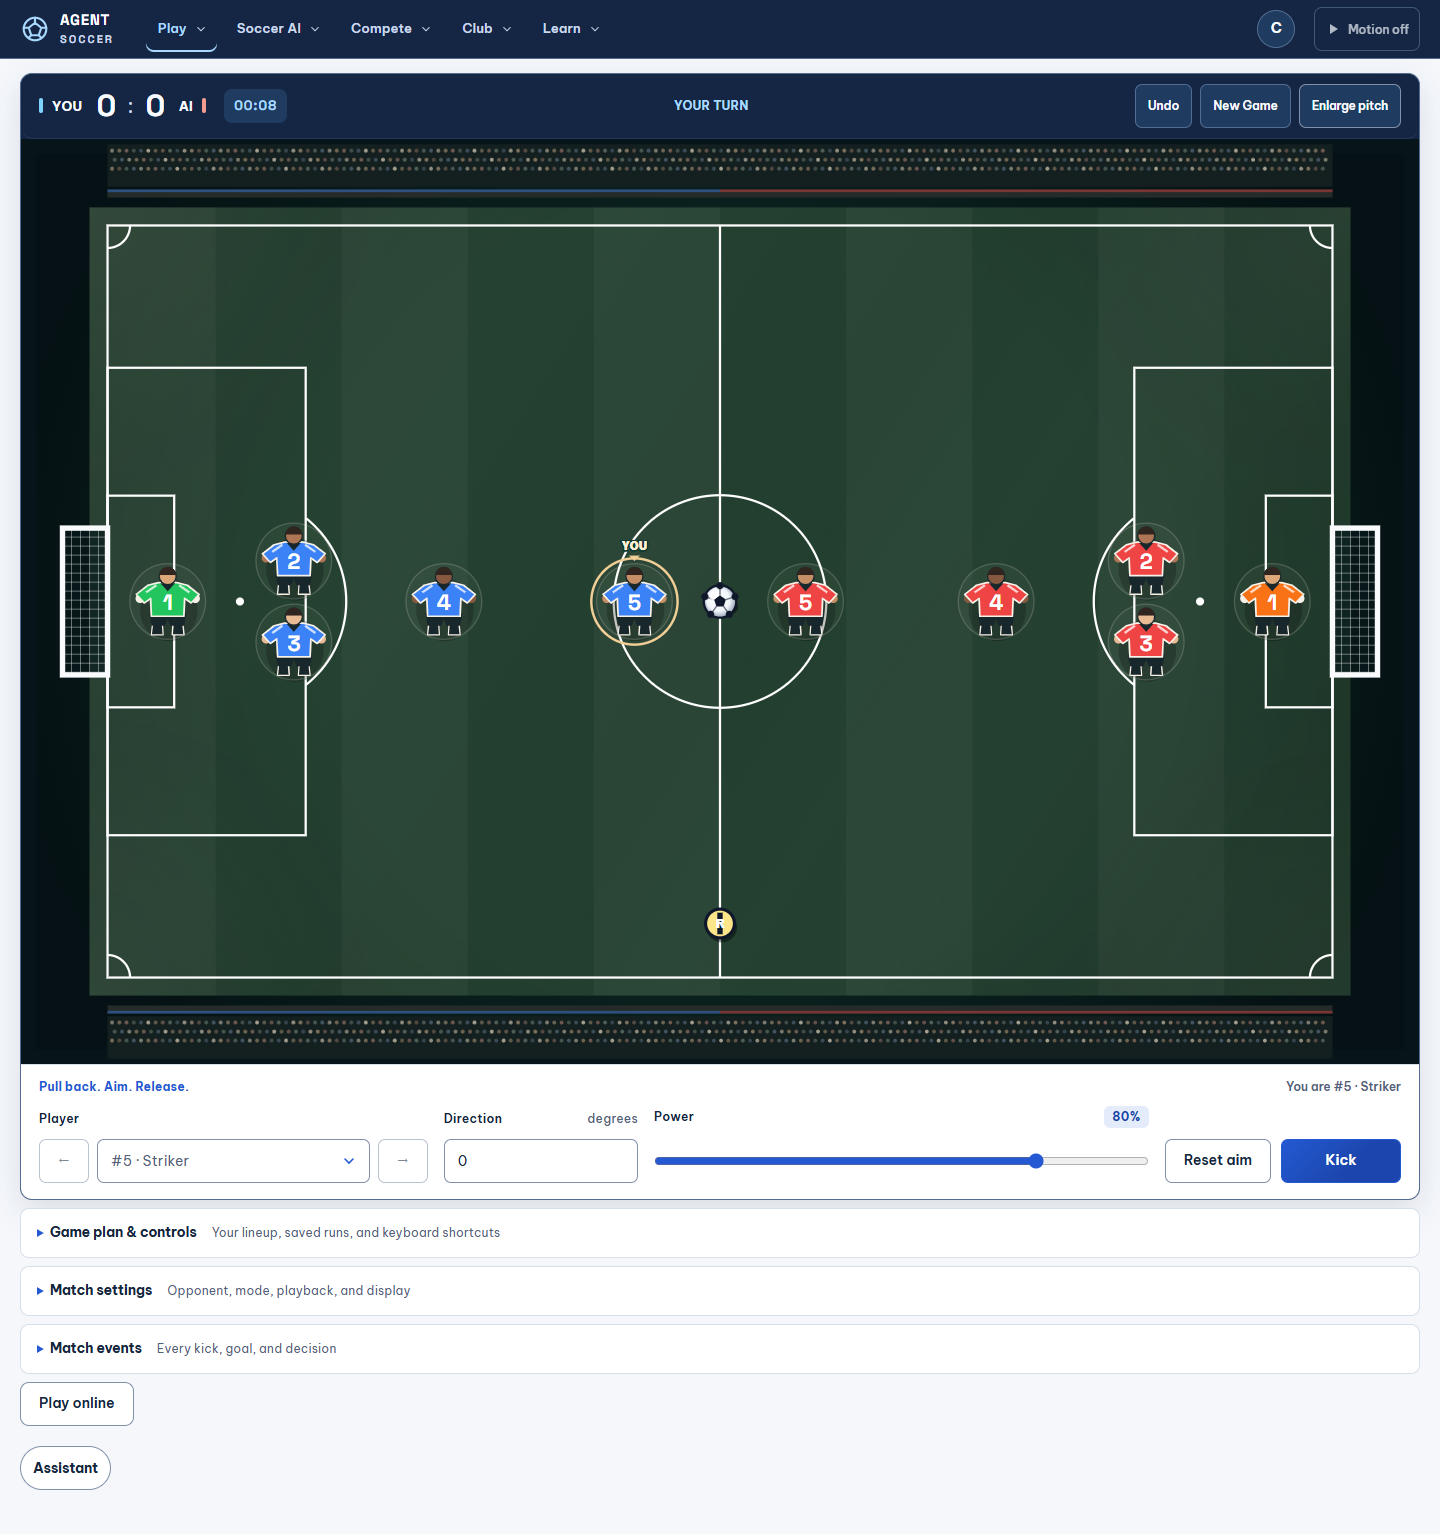 AGENT
SOCCER
Play
Soccer AI
Compete
Club
Learn
C
Motion off
YOU 0 : 0 AI
00:08
YOUR TURN
Undo
New Game
Enlarge pitch
YOU
2
1
4
5
5
4
2
1
3
3
Pull back. Aim. Release.
You are #5 · Striker
Player
Direction
degrees
Power
80%
←
#5 · Striker
→
0
Reset aim
Kick
Game plan & controls
Your lineup, saved runs, and keyboard shortcuts
Match settings
Opponent, mode, playback, and display
Match events
Every kick, goal, and decision
Play online
Assistant